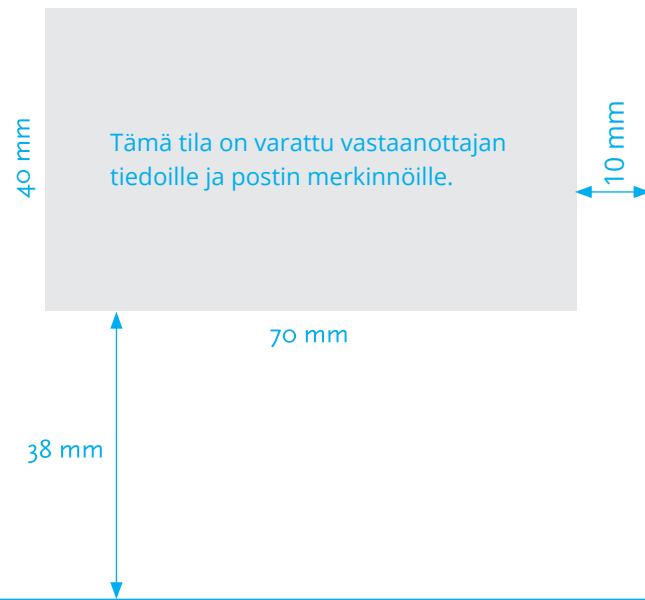 Tämä tila on varattu vastaanottajan
tiedoille ja postin merkinnöille.
40 mm
10 mm
70 mm
38 mm